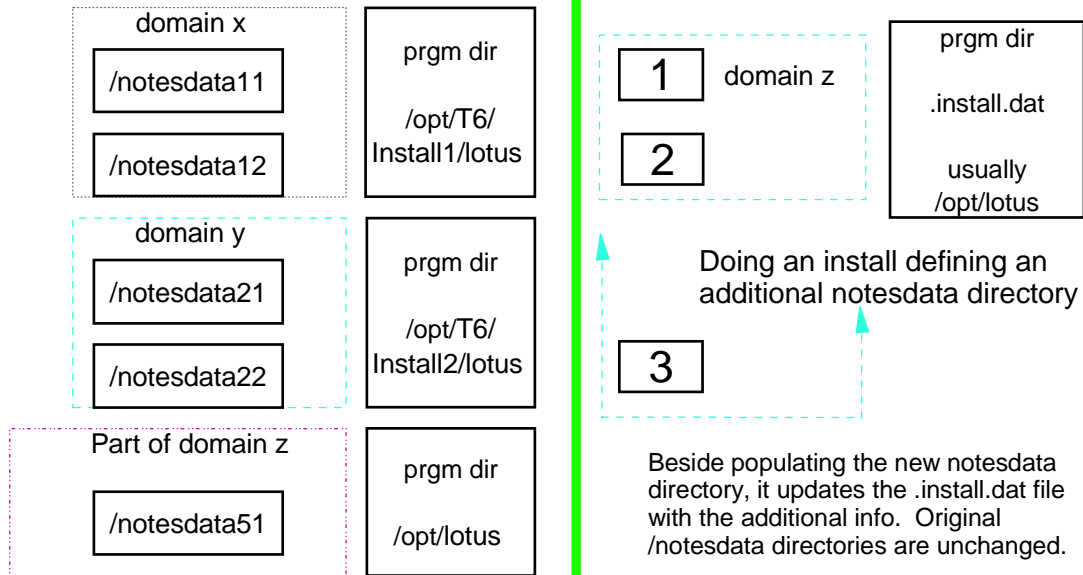 domain x
/notesdata11
/notesdata12
prgm dir
/opt/T6/
Install1/lotus
domain y
/notesdata21
/notesdata22
prgm dir
/opt/T6/
Install2/lotus
Part of domain z
/notesdata51
prgm dir
/opt/lotus
1
domain z
2
prgm dir
.install.dat
usually
/opt/lotus
Doing an install defining an
additional notesdata directory
3
Beside populating the new notesdata
directory, it updates the .install.dat file
with the additional info.  Original
/notesdata directories are unchanged.